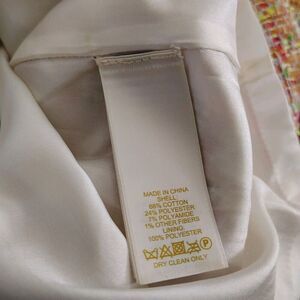 MADE IN CHINA
SHELL:
68% COTTON
24% POLYESTER
7% POLYAMIDE
1% OTHER FIBERS
LINING:
100% POLYESTER
P
DRY CLEAN ONLY